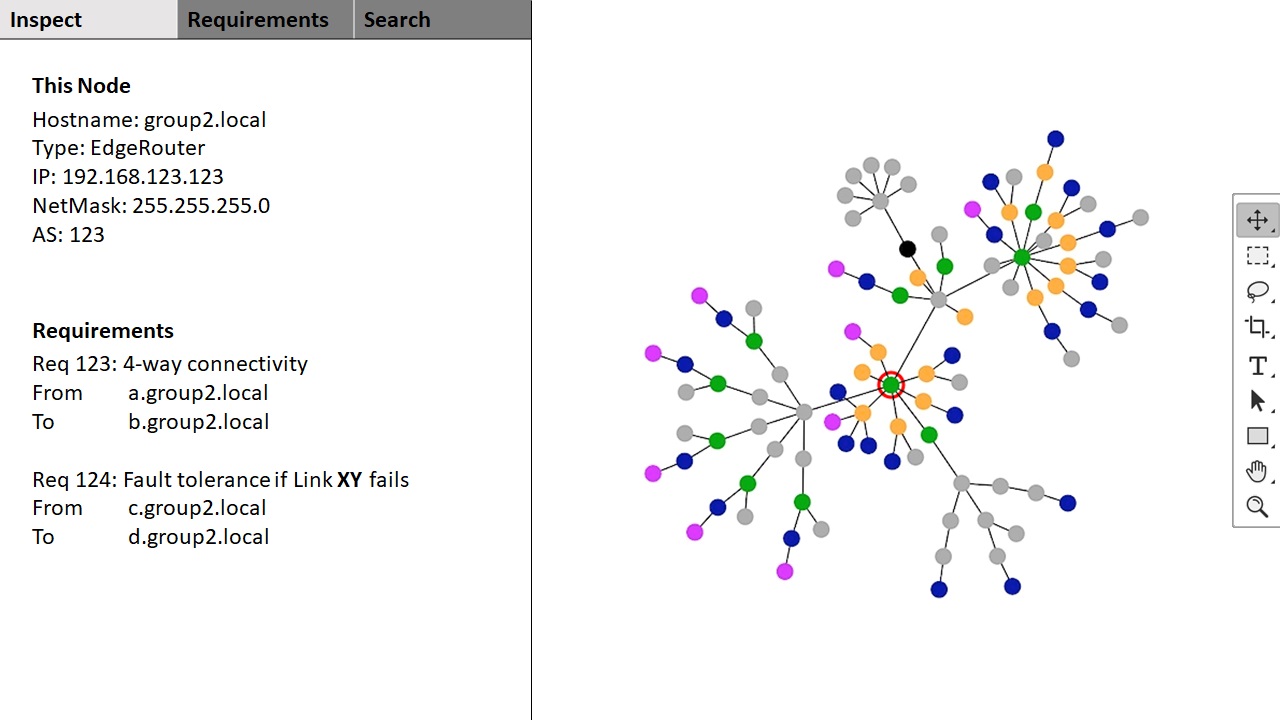 Inspect Requirements Search
This Node
Hostname: group2.local
Type: EdgeRouter
IP: 192.168.123.123
NetMask: 255.255.255.0
AS: 123
Requirements
Req 123: 4-way connectivity
From a.group2.local
To b.group2.local
Req 124: Fault tolerance if Link XY fails
From c.group2.local
To d.group2.local
T